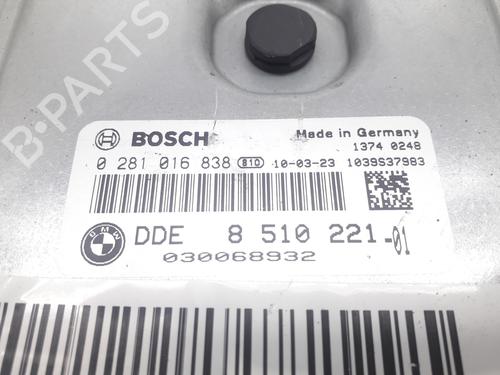 B-PARTS
BOSCH
Made in Germany
1374 0248
0 281 016 838 810 10-03-23 1039S37983
BMW
DDE 8 510 221-01
030068932